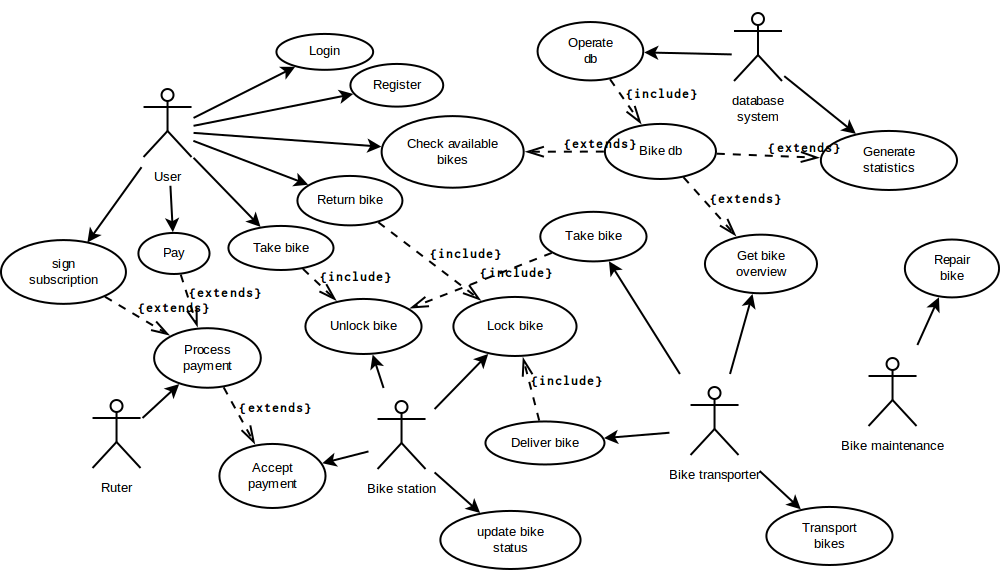 Login
Operate
db
Register
database
system
{include}
Check available
bikes
{extends}
Bike db
{extends}
Generate
statistics
User
Return bike
{extends}
sign
subscription
Pay
Take bike
Take bike
{include}
{include}
{include}
Get bike
overview
Repair
bike
{extends}
{extends}
Unlock bike
Lock bike
Process
payment
{include}
{extends}
Deliver bike
Bike maintenance
Ruter
Accept
payment
Bike station
Bike transporter
update bike
status
Transport
bikes